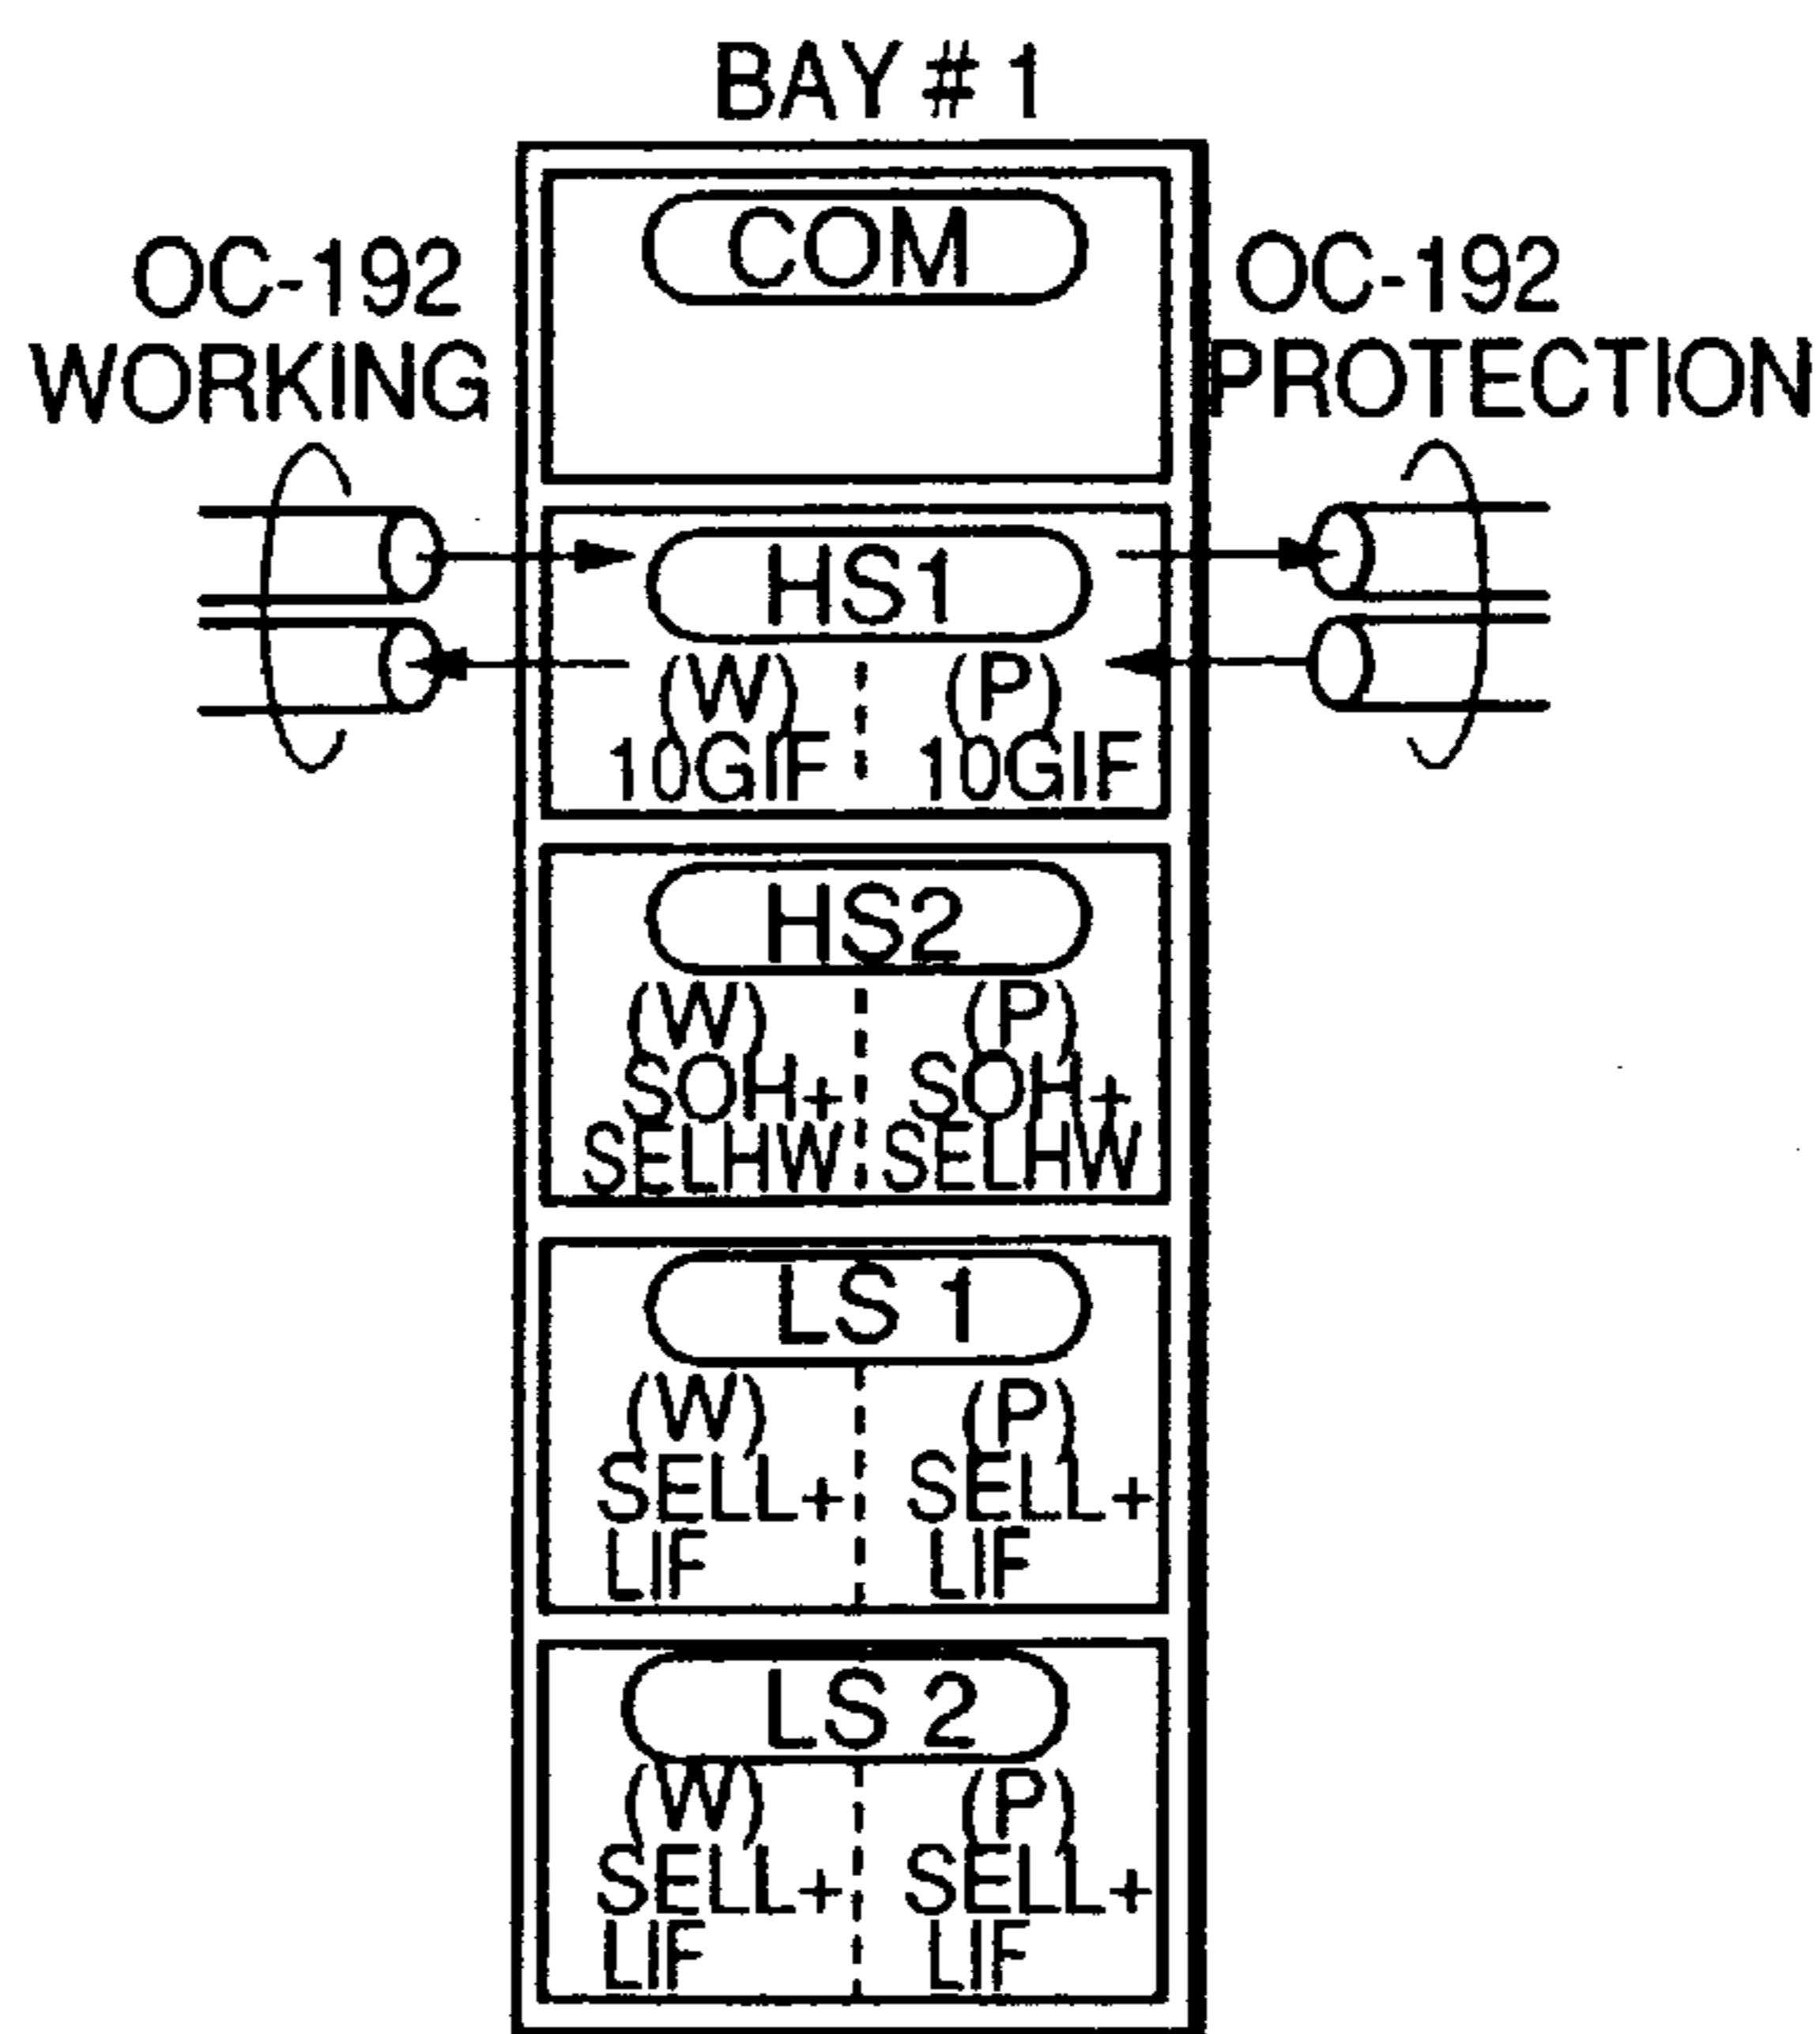 BAY # 1
COM
OC-192
WORKING
OC-192
PROTECTION
HS1
(W) (P)
10GIF 10GIF
HS2
(W) (P)
SOH+ SOH+
SELHW SELHW
LS 1
(W) (P)
SELL+ SELL+
LIF LIF
LS 2
(W) (P)
SELL+ SELL+
LIF LIF